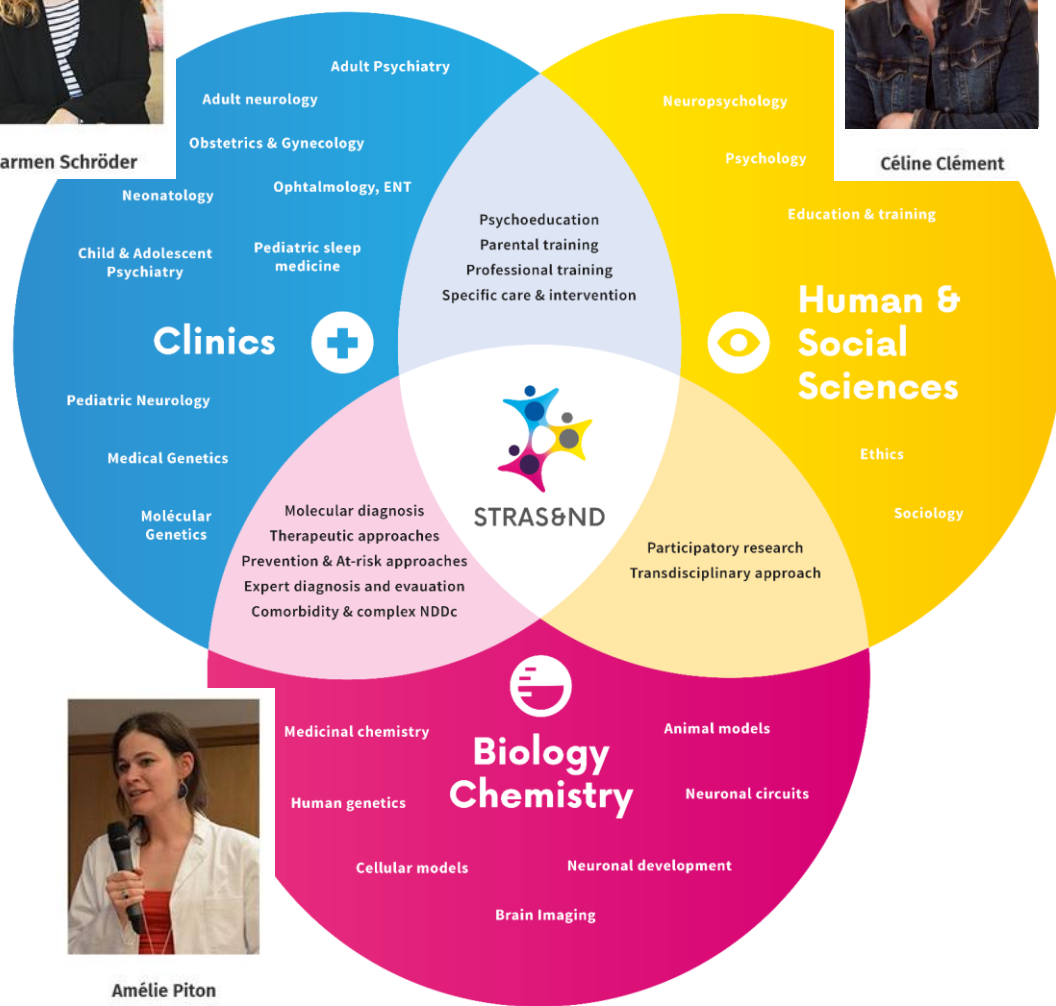 Adult Psychiatry
Adult neurology
Obstetrics & Gynecology
armen Schröder
Neonatology
Ophtalmology, ENT
Child & Adolescent
Psychiatry
Pediatric sleep
medicine
Clinics
Pediatric Neurology
Medical Genetics
Molécular
Genetics
Psychoeducation
Parental training
Professional training
Specific care & intervention
Neuropsychology
Psychology
Céline Clément
Education & training
Human &
Social
Sciences
Ethics
Sociology
STRAS&ND
Molecular diagnosis
Therapeutic approaches
Prevention & At-risk approaches
Expert diagnosis and evauation
Comorbidity & complex NDDc
Participatory research
Transdisciplinary approach
Biology
Chemistry
Medicinal chemistry
Human genetics
Cellular models
Brain Imaging
Animal models
Neuronal circuits
Neuronal development
Amélie Piton